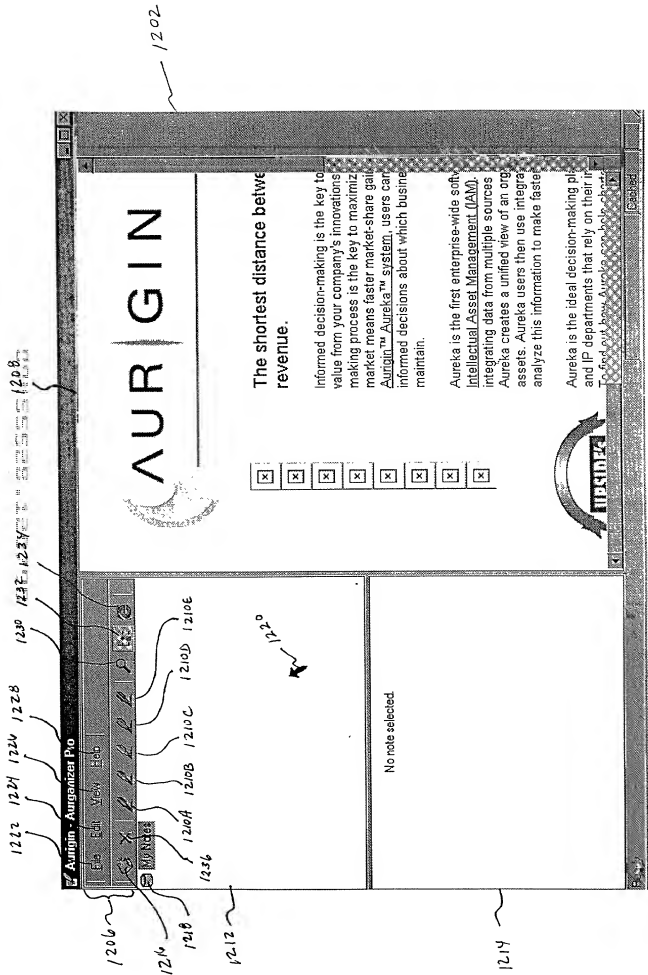 1202
1208
1222 1224 1226 1228 1230 1232 1234
Aurigin - Aurganizer Pro
File Edit View Help
1206
1216
1218
My Notes
1236
1210A 1210B 1210C 1210D 1210E
1212
1220
1214
No note selected.
AURIGIN
The shortest distance betwe
revenue.
Informed decision-making is the key to
value from your company's innovations
making process is the key to maximiz
market means faster market-share gai
Aurigin™ Aureka™ system, users can
informed decisions about which busine
maintain.
Aureka is the first enterprise-wide softw
Intellectual Asset Management (IAM).
integrating data from multiple sources
Aureka creates a unified view of an org
assets. Aureka users then use integra
analyze this information to make faster
Aureka is the ideal decision-making pl
and IP departments that rely on their in
UPSIDE'S
Cached